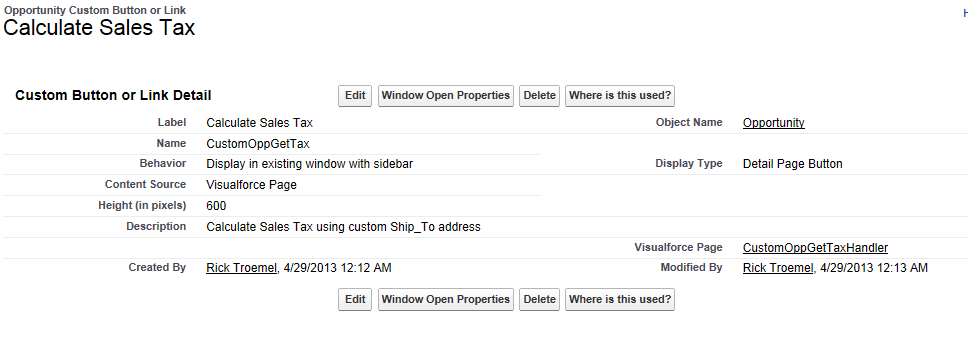 Opportunity Custom Button or Link
H
Calculate Sales Tax
Custom Button or Link Detail Edit Window Open Properties Delete Where is this used?
Label Calculate Sales Tax Object Name Opportunity
Name CustomOppGetTax
Behavior Display in existing window with sidebar Display Type Detail Page Button
Content Source Visualforce Page
Height (in pixels) 600
Description Calculate Sales Tax using custom Ship_To address
Visualforce Page CustomOppGetTaxHandler
Created By Rick Troemel, 4/29/2013 12:12 AM Modified By Rick Troemel, 4/29/2013 12:13 AM
Edit Window Open Properties Delete Where is this used?